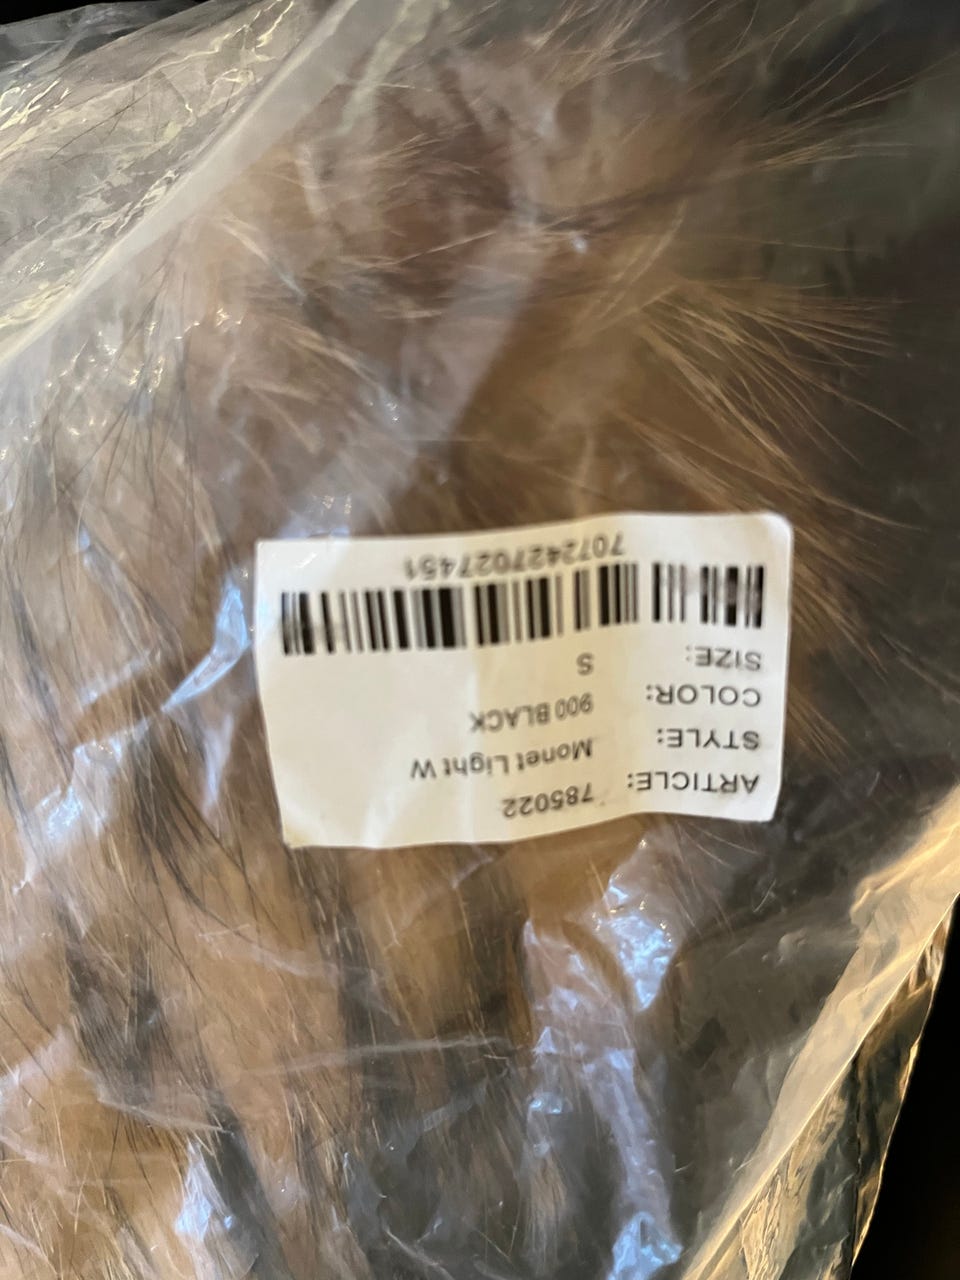 ARTICLE: 785022
STYLE: Monet Light W
COLOR: 900 BLACK
SIZE: S
7072427027451